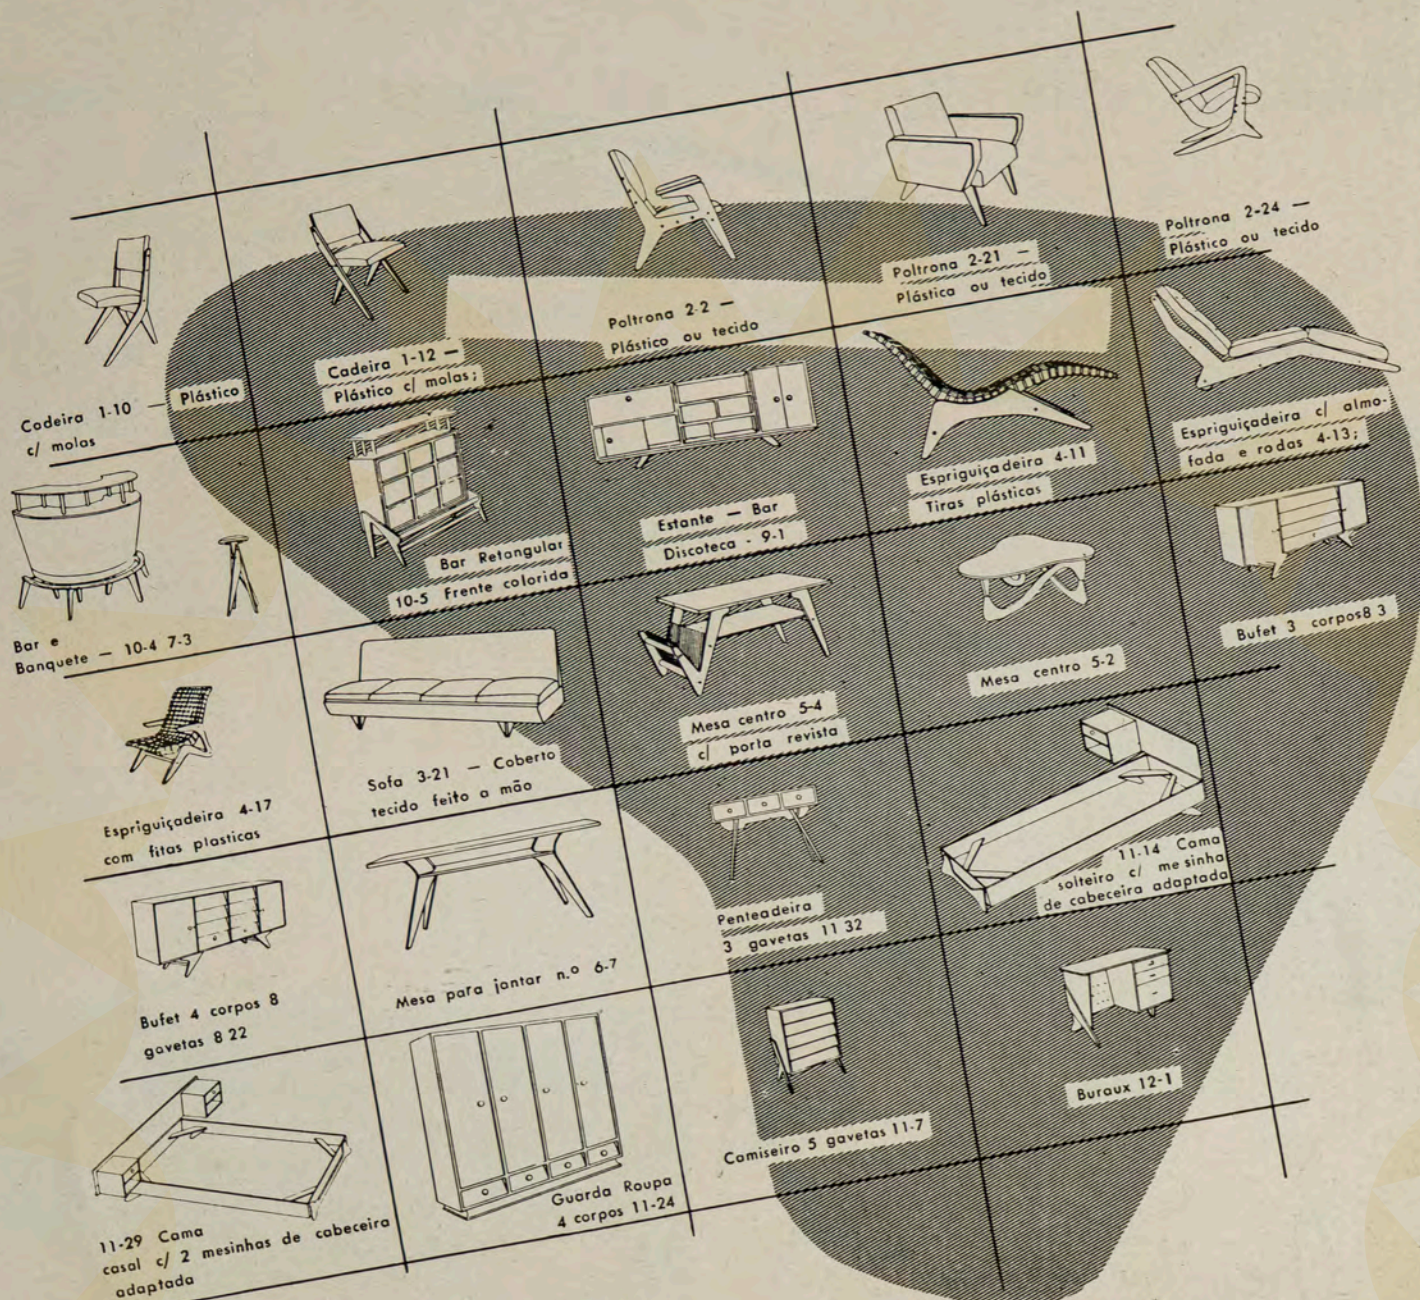 Cadeira 1-10 — Plástico
c/ molas
Cadeira 1-12 —
Plástico c/ molas;
Poltrona 2-2 —
Plástico ou tecido
Poltrona 2-21 —
Plástica ou tecido
Poltrona 2-24 —
Plástico ou tecido
Bar e
Banquete — 10-4 7-3
Bar Retangular
10-5 Frente colorida
Estante — Bar
Discoteca - 9-1
Espriguiçadeira 4-11
Tiras plásticas
Espriguiçadeira c/ almo-
fada e rodas 4-13;
Espriguiçadeira 4-17
com fitas plasticas
Sofa 3-21 — Coberto
tecido feito a mão
Mesa centro 5-4
c/ porta revista
Mesa centro 5-2
Bufet 3 corpos8 3
Bufet 4 corpos 8
gavetas 8 22
Mesa para jantar n.º 6-7
Penteadeira
3 gavetas 11 32
11-14 Cama
solteiro c/ mesinha
de cabeceira adaptada
11-29 Cama
casal c/ 2 mesinhas de cabeceira
adaptada
Guarda Roupa
4 corpos 11-24
Camiseiro 5 gavetas 11-7
Buraux 12-1